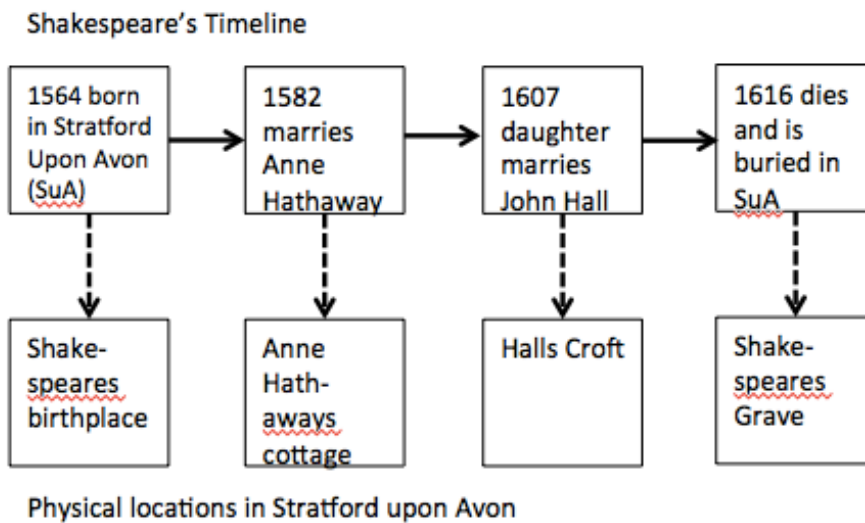 Shakespeare’s Timeline
1564 born
in Stratford
Upon Avon
(SuA)
1582
marries
Anne
Hathaway
1607
daughter
marries
John Hall
1616 dies
and is
buried in
SuA
Shake-
speares
birthplace
Anne
Hath-
aways
cottage
Halls Croft
Shake-
speares
Grave
Physical locations in Stratford upon Avon